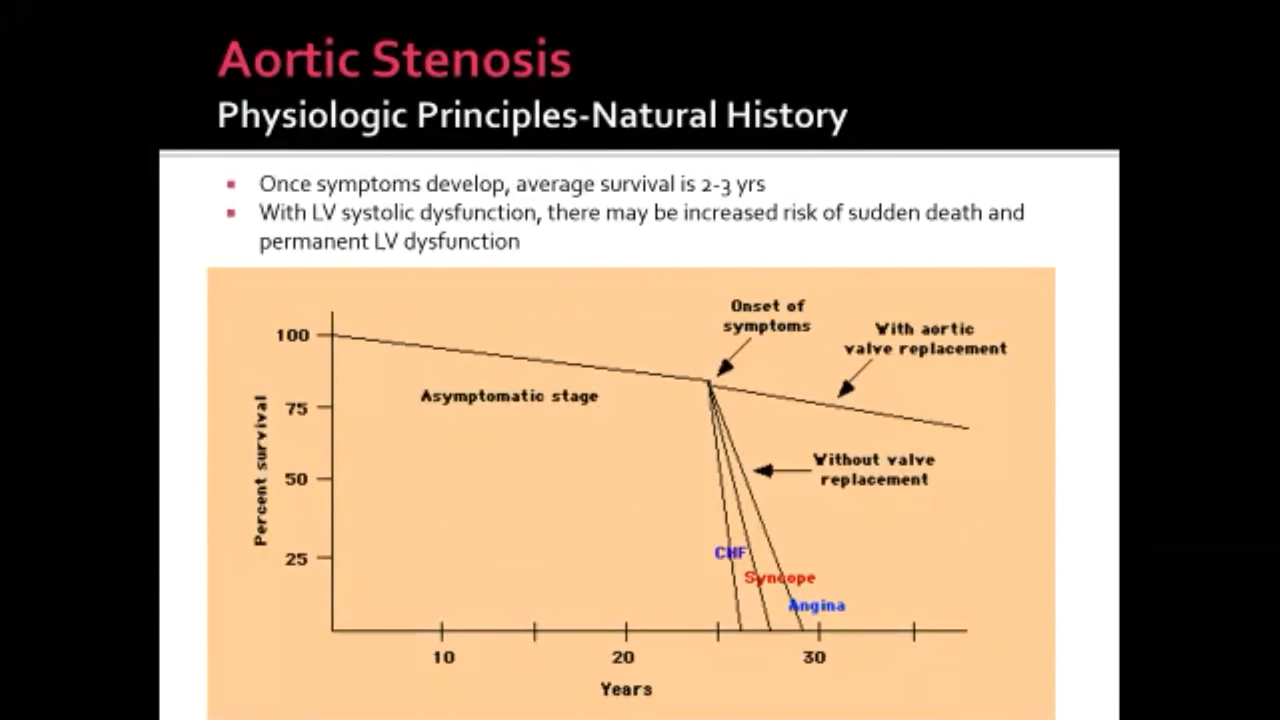 Aortic Stenosis
Physiologic Principles-Natural History
Once symptoms develop, average survival is 2-3 yrs
With LV systolic dysfunction, there may be increased risk of sudden death and
permanent LV dysfunction
Onset of
symptoms
With aortic
valve replacement
100
Asymptomatic stage
75
Percent survival
Without valve
replacement
50
25
CHF
Syncope
Angina
10
20
30
Years